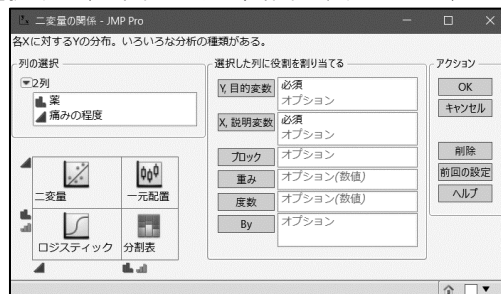 二変量の関係 - JMP Pro
各Xに対するYの分布。いろいろな分析の種類がある。
列の選択
2列
薬
痛みの程度
二変量
一元配置
ロジスティック
分割表
選択した列に役割を割り当てる
Y, 目的変数
必須
オプション
X, 説明変数
必須
オプション
ブロック
オプション
重み
オプション(数値)
度数
オプション(数値)
By
オプション
アクション
OK
キャンセル
削除
前回の設定
ヘルプ